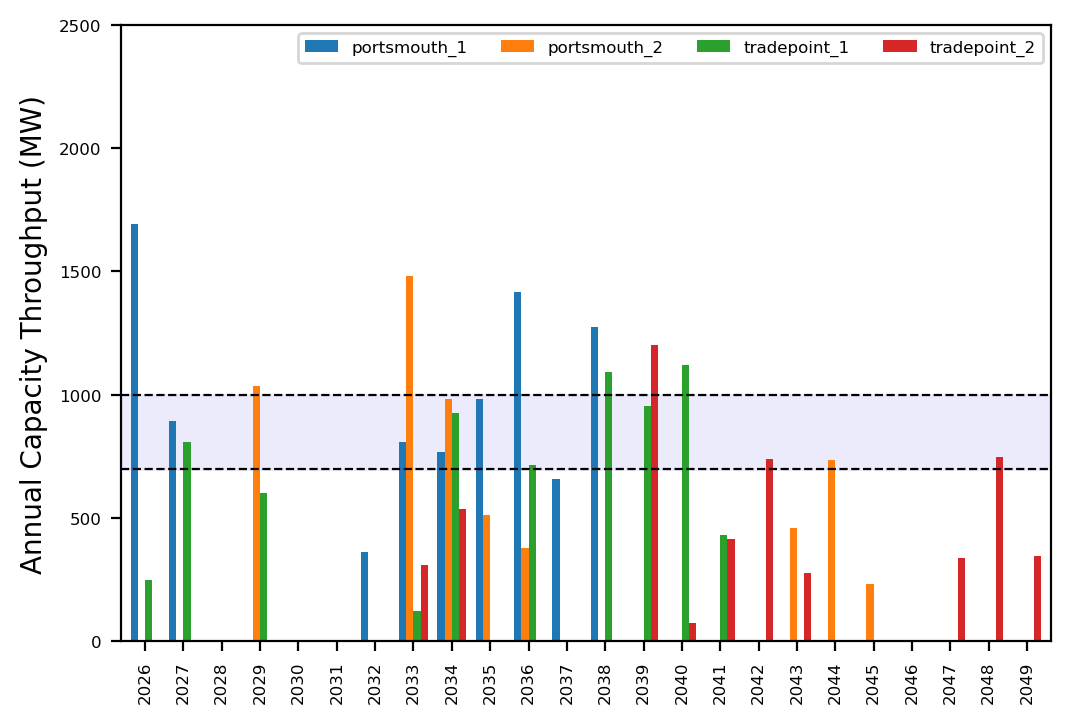 portsmouth_1 portsmouth_2 tradepoint_1 tradepoint_2
Annual Capacity Throughput (MW)
2500
2000
1500
1000
500
0
2026 2027 2028 2029 2030 2031 2032 2033 2034 2035 2036 2037 2038 2039 2040 2041 2042 2043 2044 2045 2046 2047 2048 2049